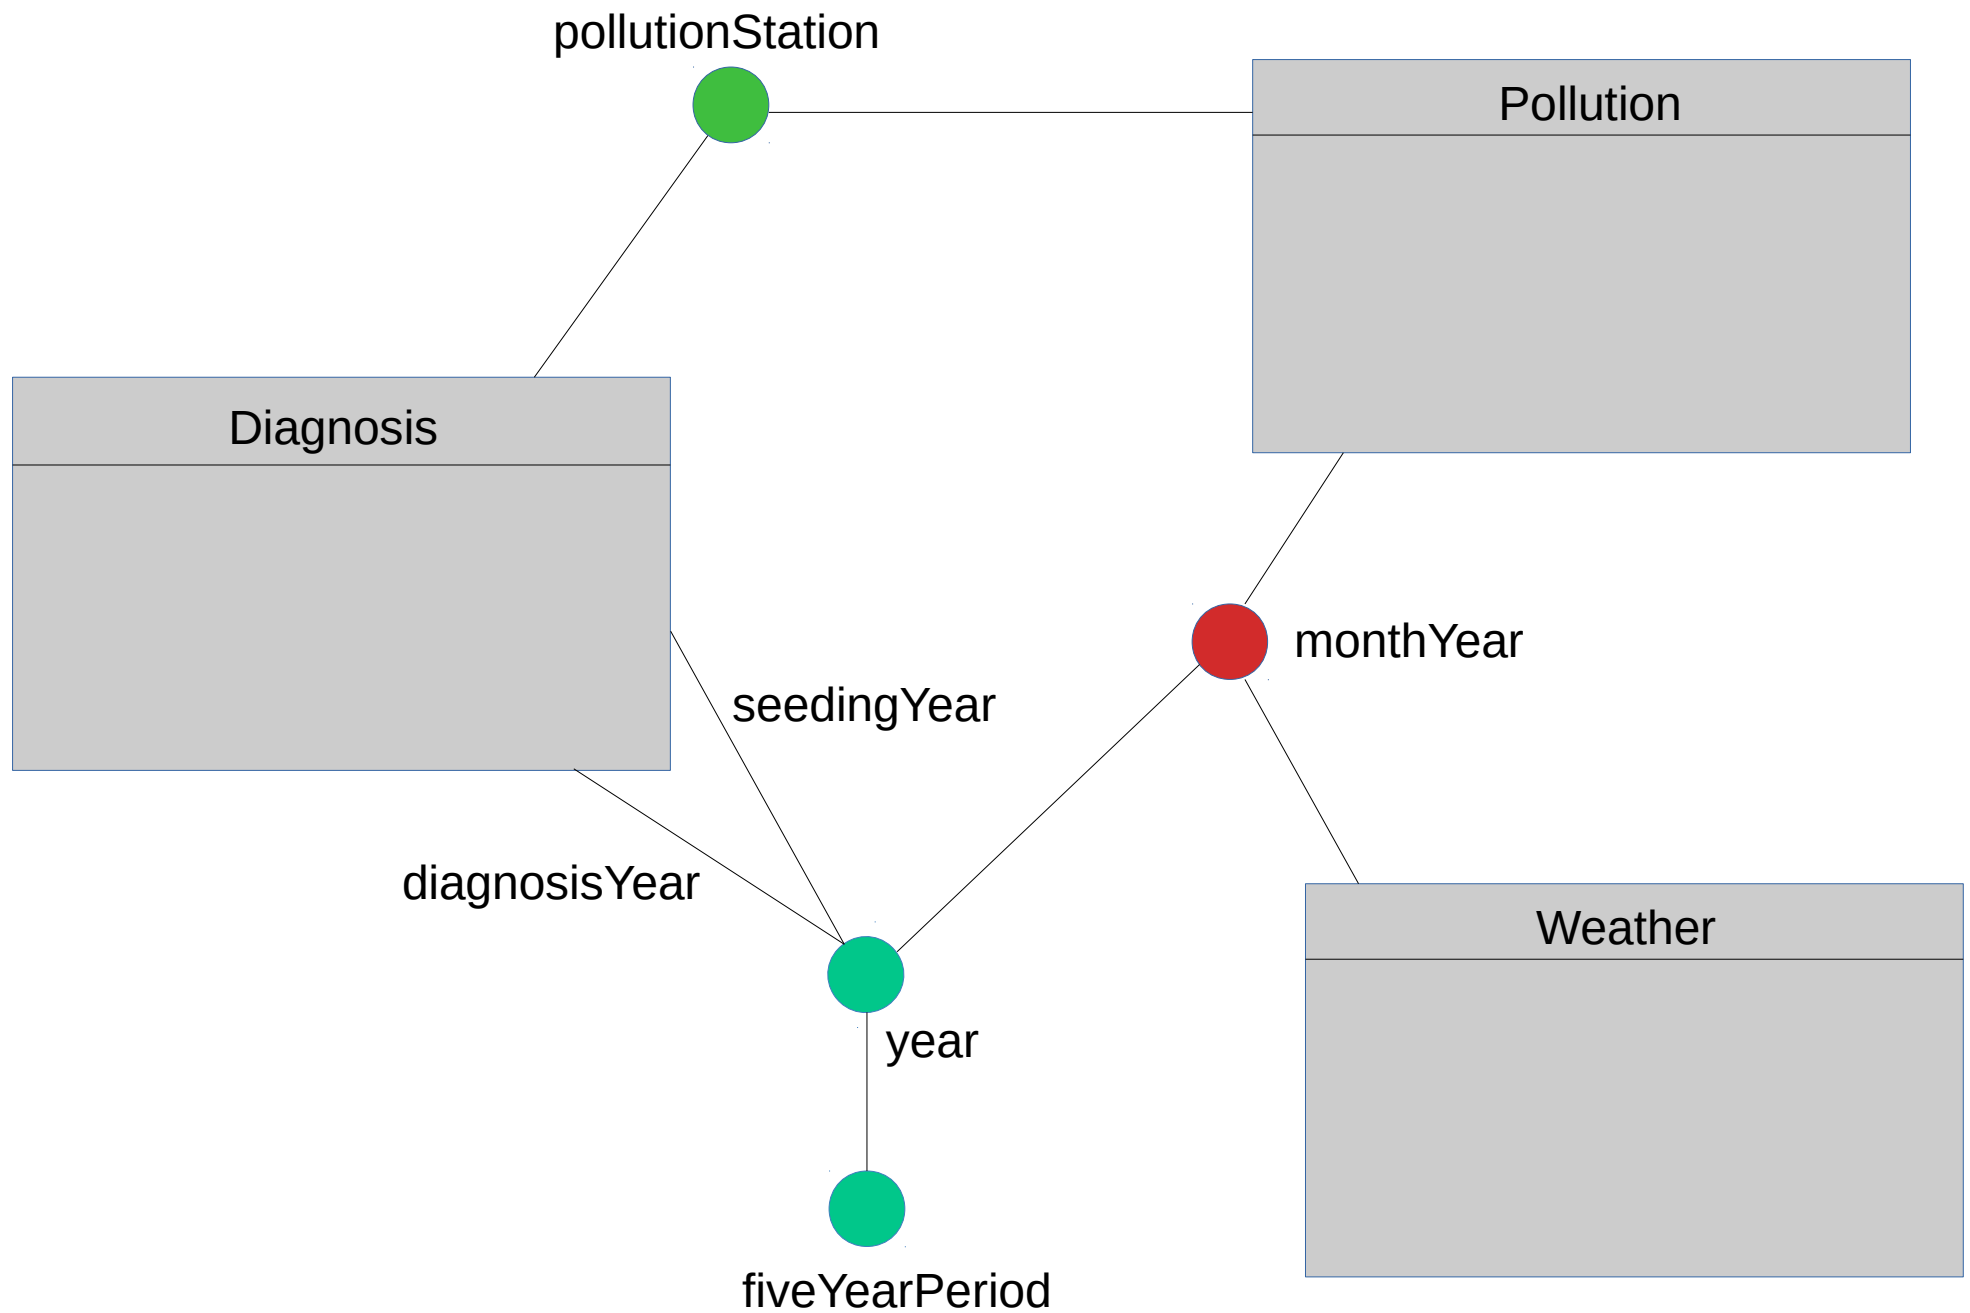 pollutionStation
Pollution
Diagnosis
monthYear
seedingYear
diagnosisYear
Weather
year
fiveYearPeriod